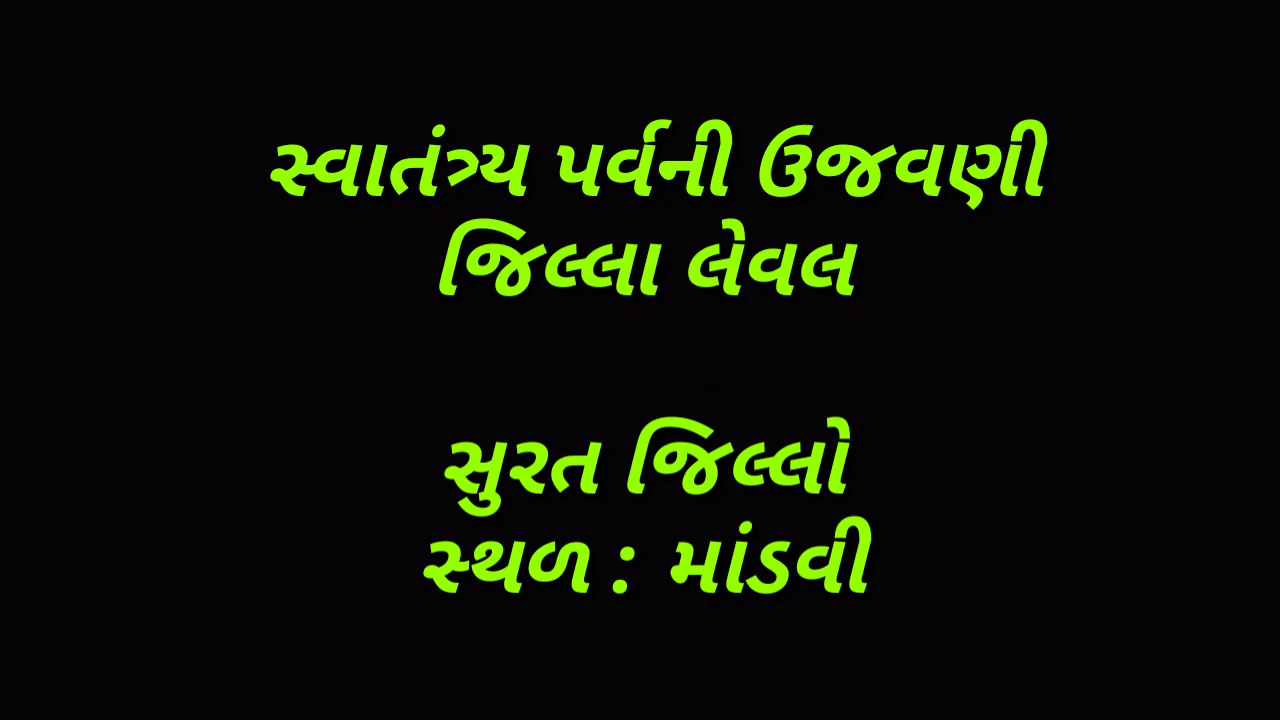 સ્વાતંત્ર્ય પર્વની ઉજવણી
જિલ્લા લેવલ
સુરત જિલ્લો
સ્થળ : માંડવી